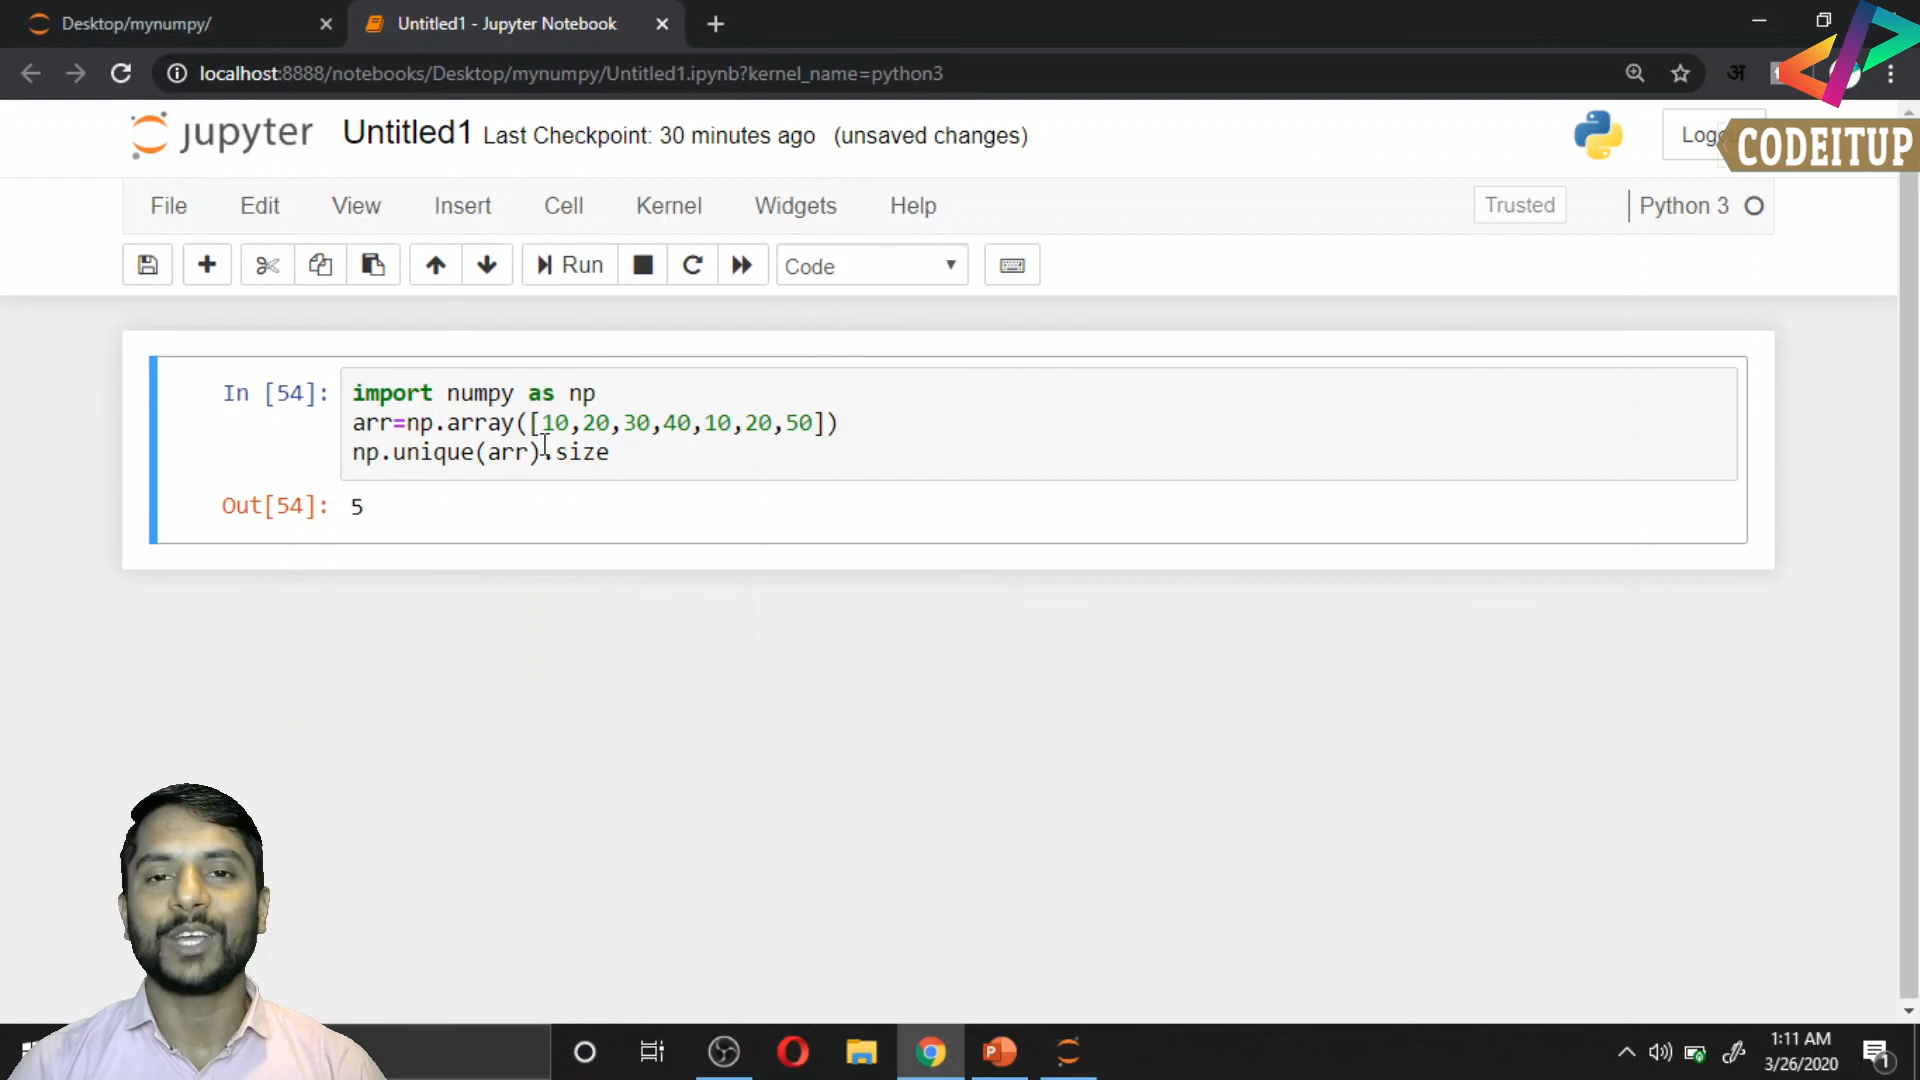 Desktop/mynumpy/
Untitled1 - Jupyter Notebook
localhost:8888/notebooks/Desktop/mynumpy/Untitled1.ipynb?kernel_name=python3
अ
jupyter Untitled1 Last Checkpoint: 30 minutes ago (unsaved changes)
CODEITUP
File Edit View Insert Cell Kernel Widgets Help
Trusted
Python 3
Run
Code
In [54]:
import numpy as np
arr=np.array([10,20,30,40,10,20,50])
np.unique(arr).size
Out[54]: 5
1:11 AM
3/26/2020
1